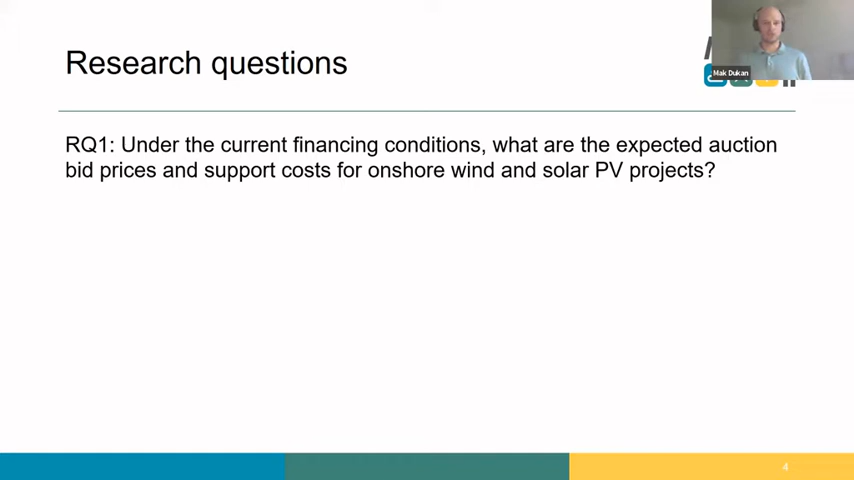 Research questions
Mak Dukan
RQ1: Under the current financing conditions, what are the expected auction
bid prices and support costs for onshore wind and solar PV projects?
4